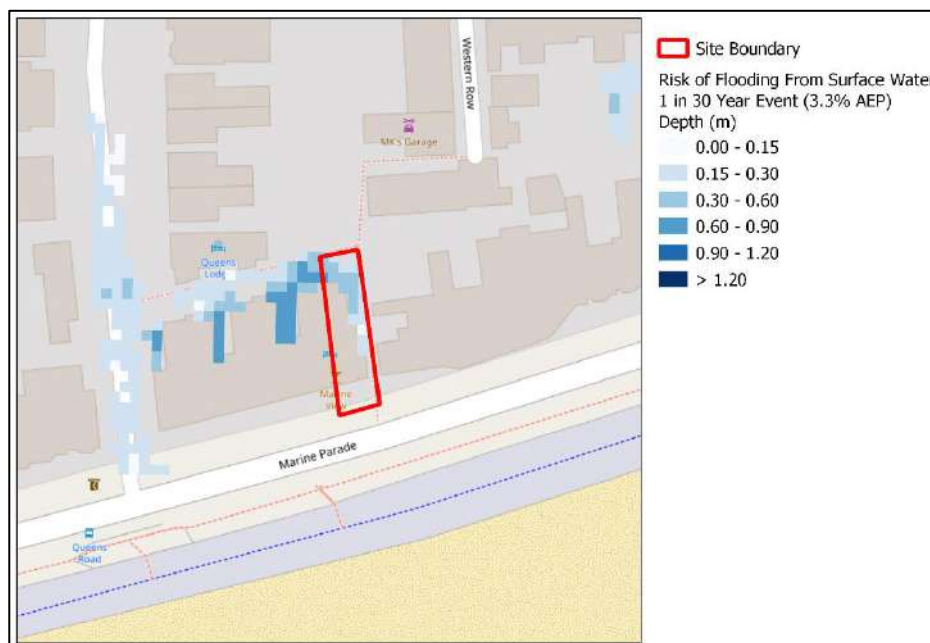 Western Row
MK's Garage
Queens
Lodge
Marine
View
Marine Parade
Queens
Road
Site Boundary
Risk of Flooding From Surface Water
1 in 30 Year Event (3.3% AEP)
Depth (m)
0.00 - 0.15
0.15 - 0.30
0.30 - 0.60
0.60 - 0.90
0.90 - 1.20
> 1.20